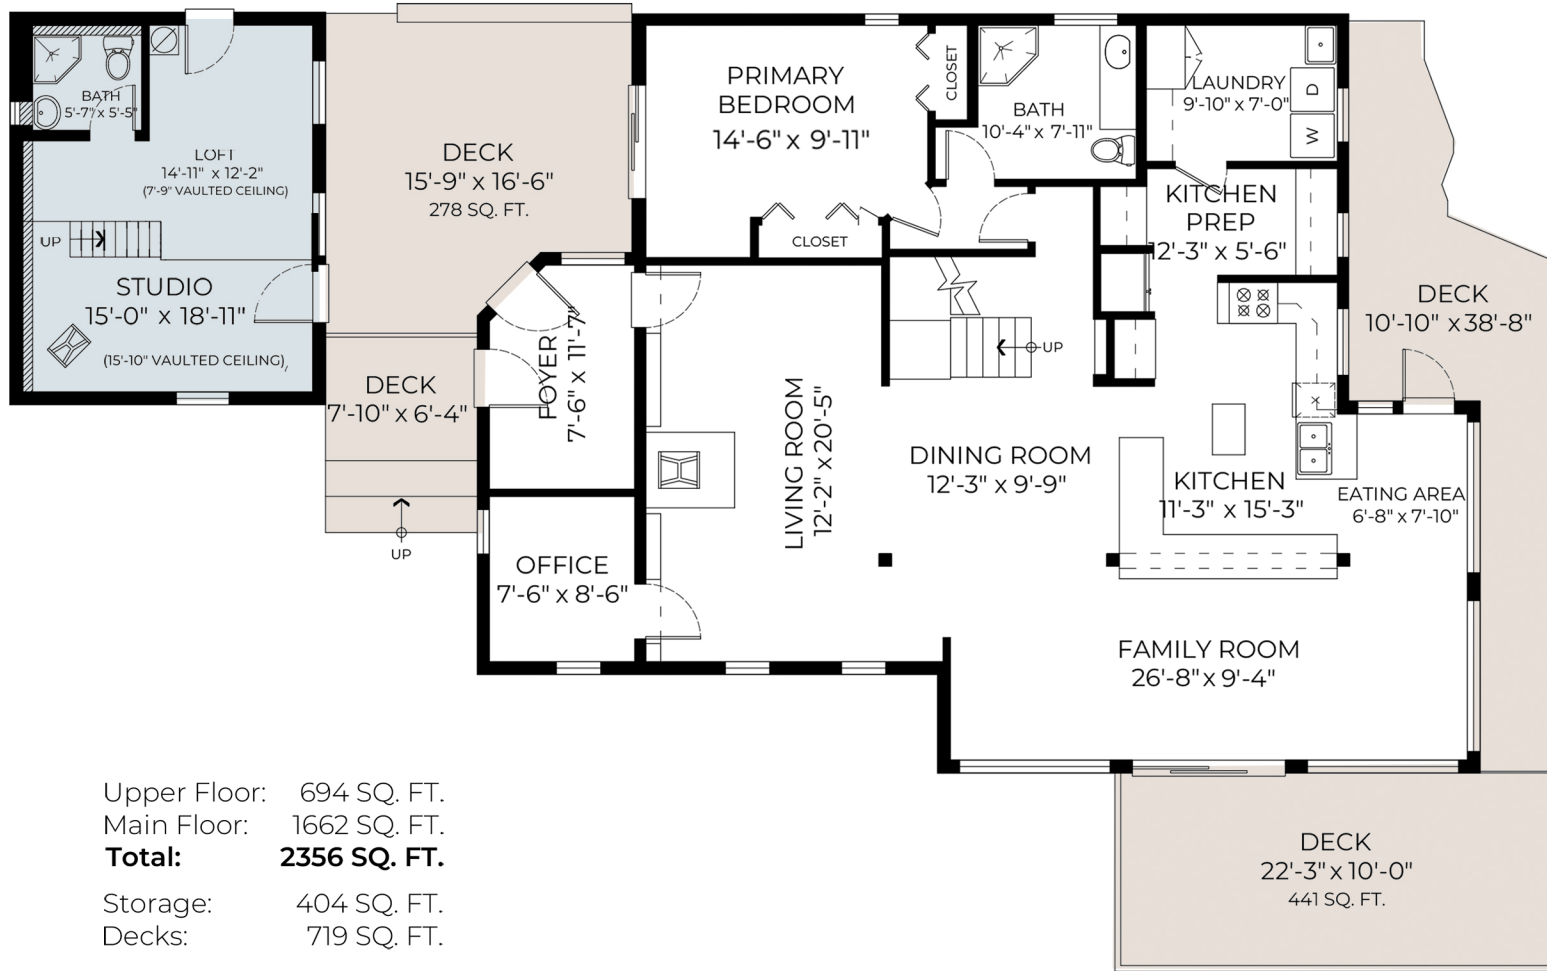 BATH
5'-7" x 5'-5"
LOFT
14'-11" x 12'-2"
(7'-9" VAULTED CEILING)
UP
STUDIO
15'-0" x 18'-11"
(15'-10" VAULTED CEILING)
DECK
15'-9" x 16'-6"
278 SQ. FT.
DECK
7'-10" x 6'-4"
UP
FOYER
7'-6" x 11'-7"
OFFICE
7'-6" x 8'-6"
PRIMARY
BEDROOM
14'-6" x 9'-11"
CLOSET
CLOSET
BATH
10'-4" x 7'-11"
LAUNDRY
9'-10" x 7'-0"
D
W
KITCHEN
PREP
12'-3" x 5'-6"
UP
LIVING ROOM
12'-2" x 20'-5"
DINING ROOM
12'-3" x 9'-9"
KITCHEN
11'-3" x 15'-3"
EATING AREA
6'-8" x 7'-10"
FAMILY ROOM
26'-8" x 9'-4"
DECK
10'-10" x 38'-8"
DECK
22'-3" x 10'-0"
441 SQ. FT.
Upper Floor: 694 SQ. FT.
Main Floor: 1662 SQ. FT.
Total: 2356 SQ. FT.
Storage: 404 SQ. FT.
Decks: 719 SQ. FT.